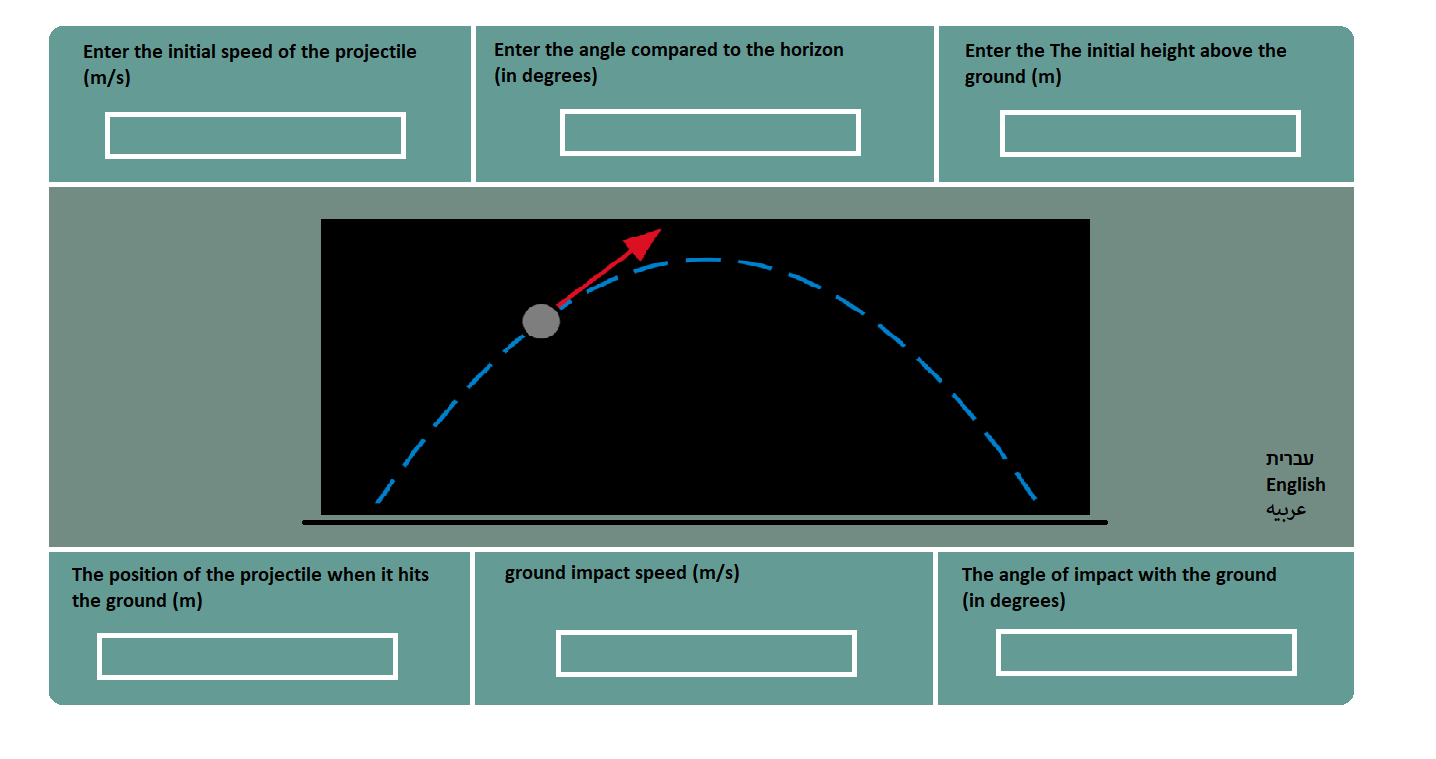 Enter the initial speed of the projectile
(m/s)
Enter the angle compared to the horizon
(in degrees)
Enter the The initial height above the
ground (m)
עברית
English
عربيه
The position of the projectile when it hits
the ground (m)
ground impact speed (m/s)
The angle of impact with the ground
(in degrees)